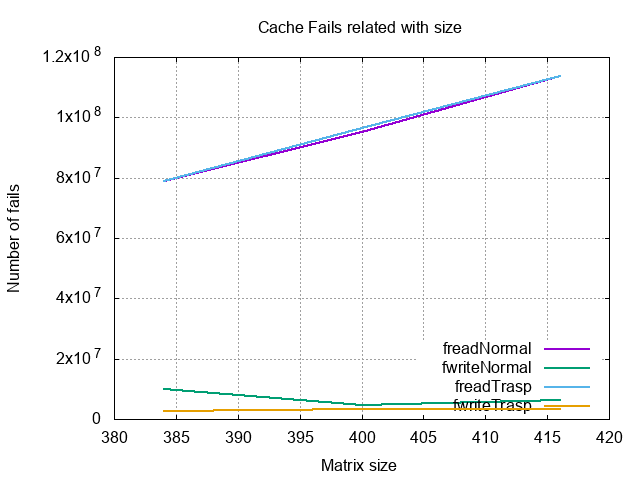 Cache Fails related with size
1.2x10^8
1x10^8
8x10^7
6x10^7
4x10^7
2x10^7
0
Number of fails
freadNormal
fwriteNormal
freadTrasp
fwriteTrasp
380 385 390 395 400 405 410 415 420
Matrix size